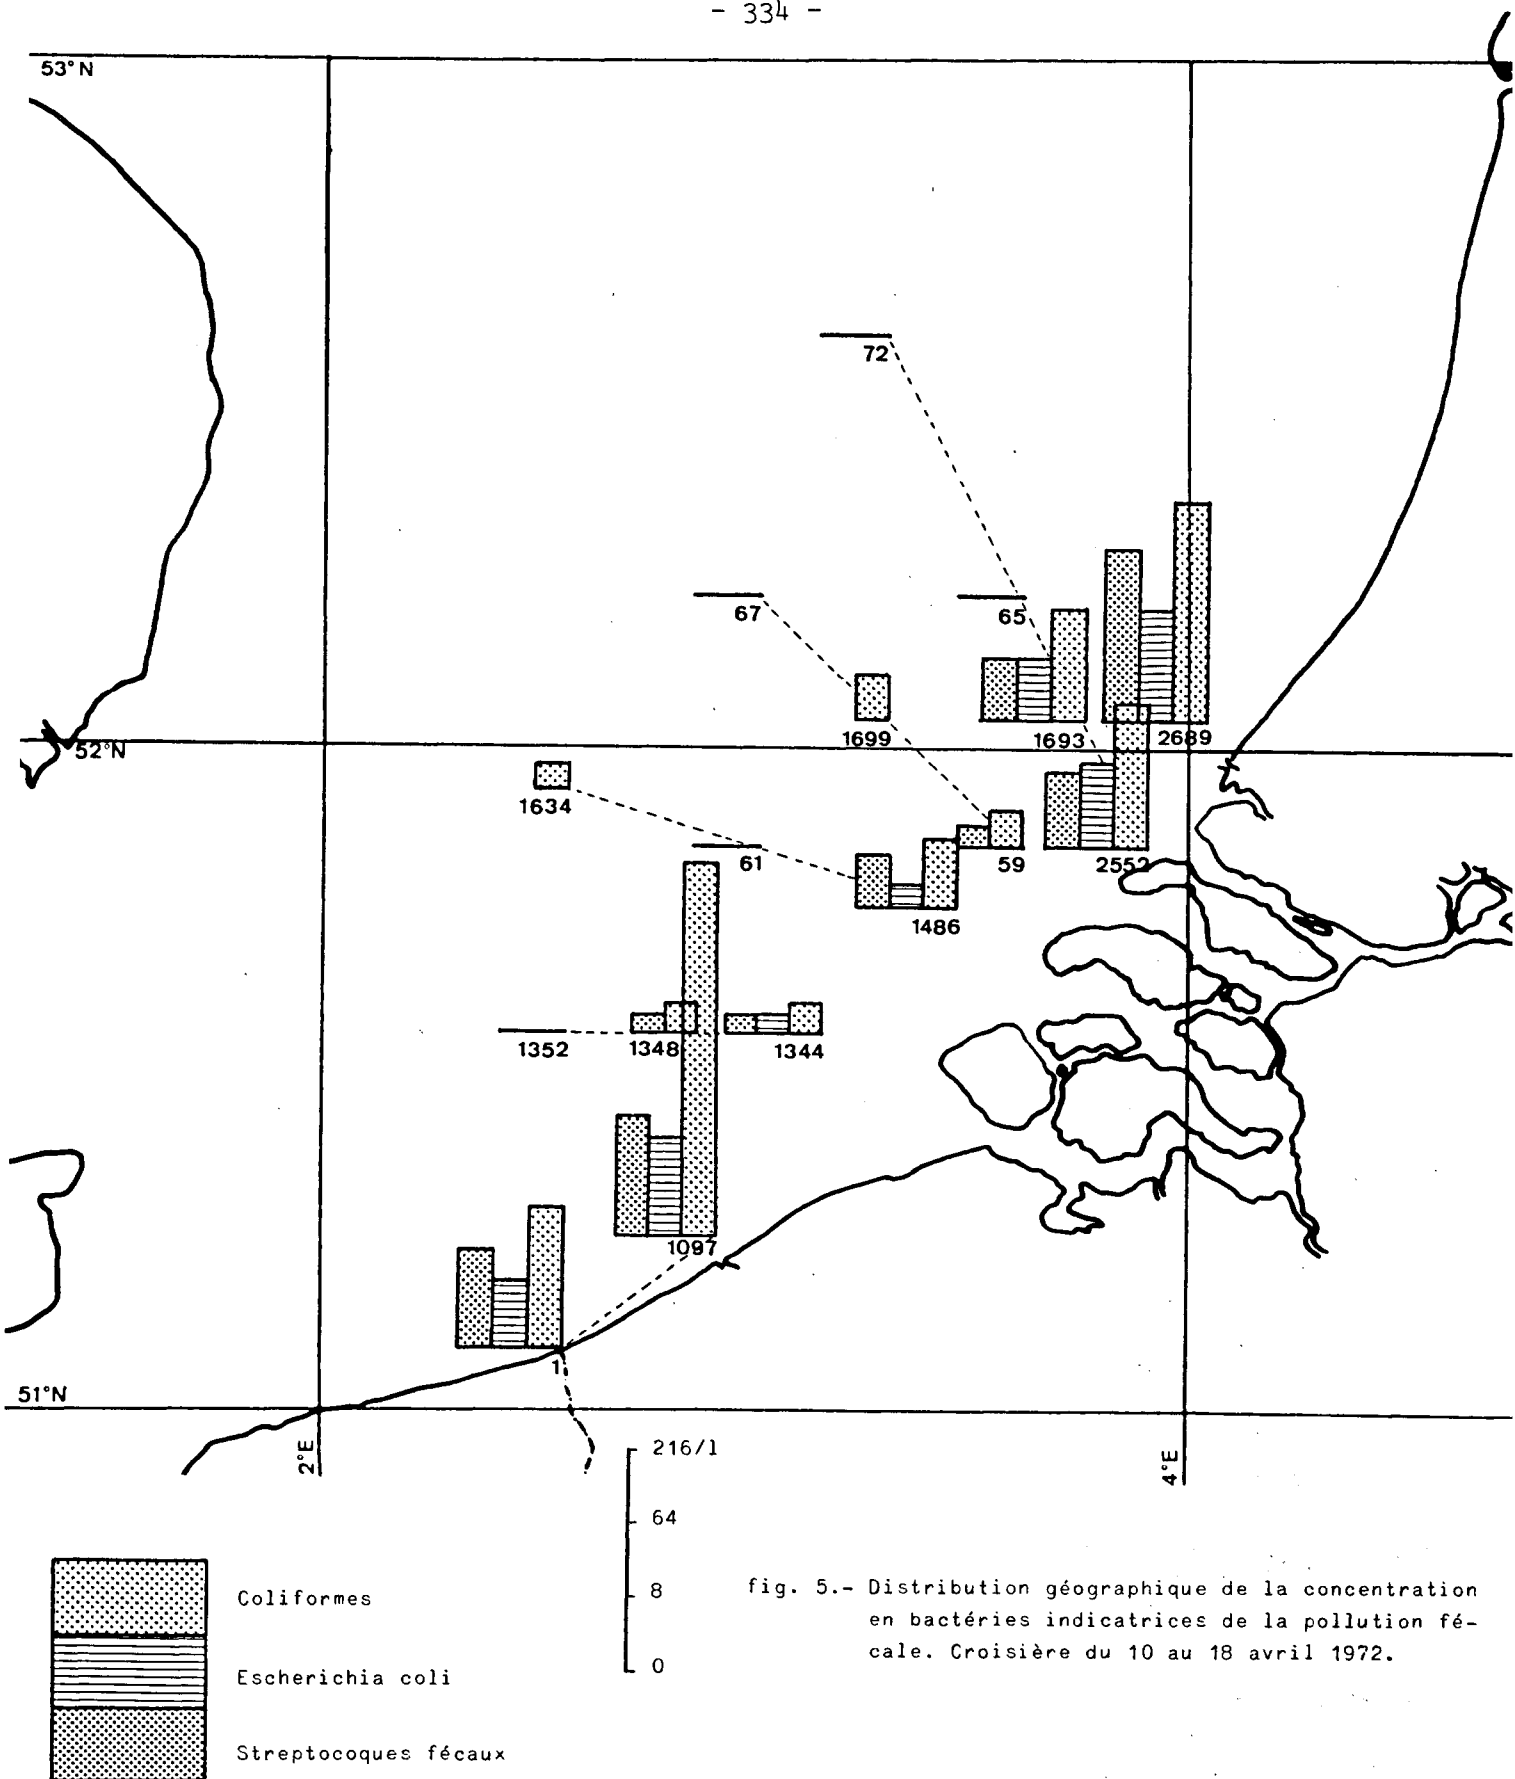 - 334 -
53°N
72
67
65
1699
1693
2689
52°N
1634
61
59
2552
1486
1352
1348
1344
1097
1
51°N
2°E
4°E
216/l
64
8
0
Coliformes
Escherichia coli
Streptocoques fécaux
fig. 5.- Distribution géographique de la concentration
en bactéries indicatrices de la pollution fé-
cale. Croisière du 10 au 18 avril 1972.